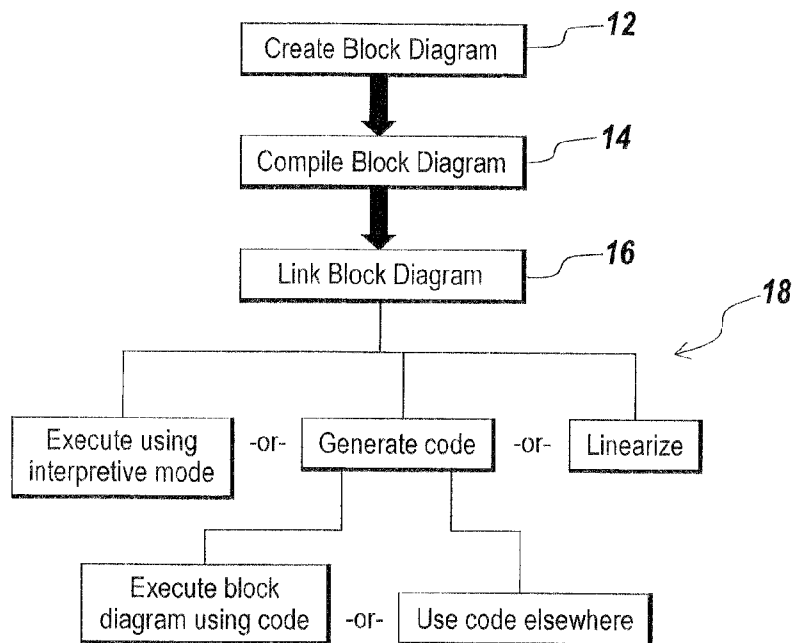 Create Block Diagram
12
Compile Block Diagram
14
Link Block Diagram
16
18
Execute using
interpretive mode
-or-
Generate code
-or-
Linearize
Execute block
diagram using code
-or-
Use code elsewhere